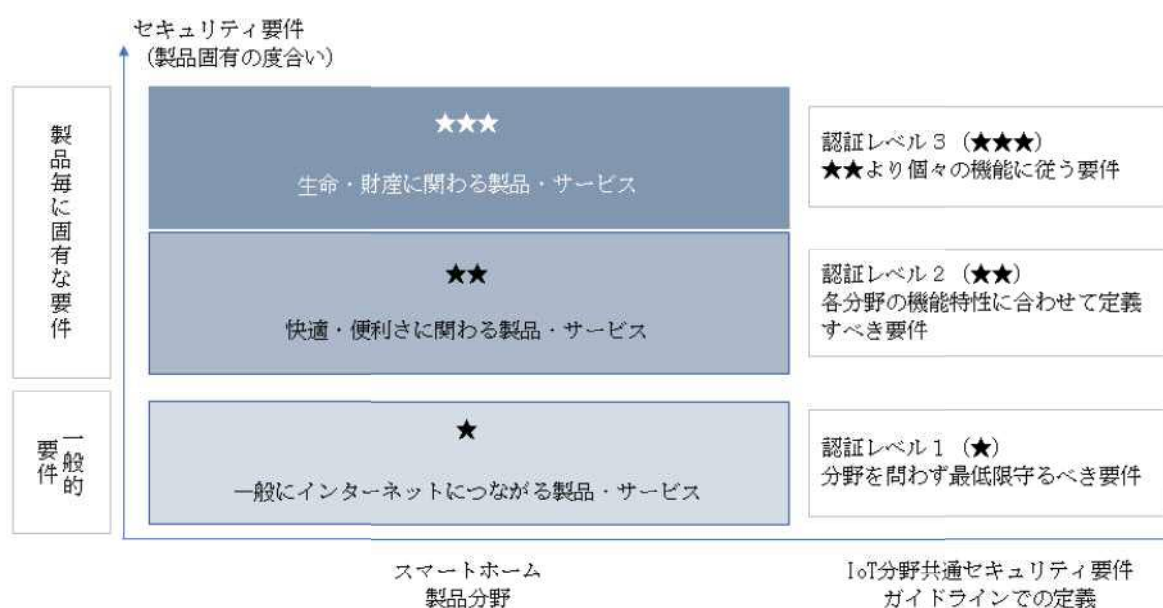 セキュリティ要件
（製品固有の度合い）
製品毎に固有な要件
★★★
生命・財産に関わる製品・サービス
認証レベル３（★★★）
★★より個々の機能に従う要件
★★
快適・便利さに関わる製品・サービス
認証レベル２（★★）
各分野の機能特性に合わせて定義
すべき要件
一般的
要件
★
一般にインターネットにつながる製品・サービス
認証レベル１（★）
分野を問わず最低限守るべき要件
スマートホーム
製品分野
IoT分野共通セキュリティ要件
ガイドラインでの定義